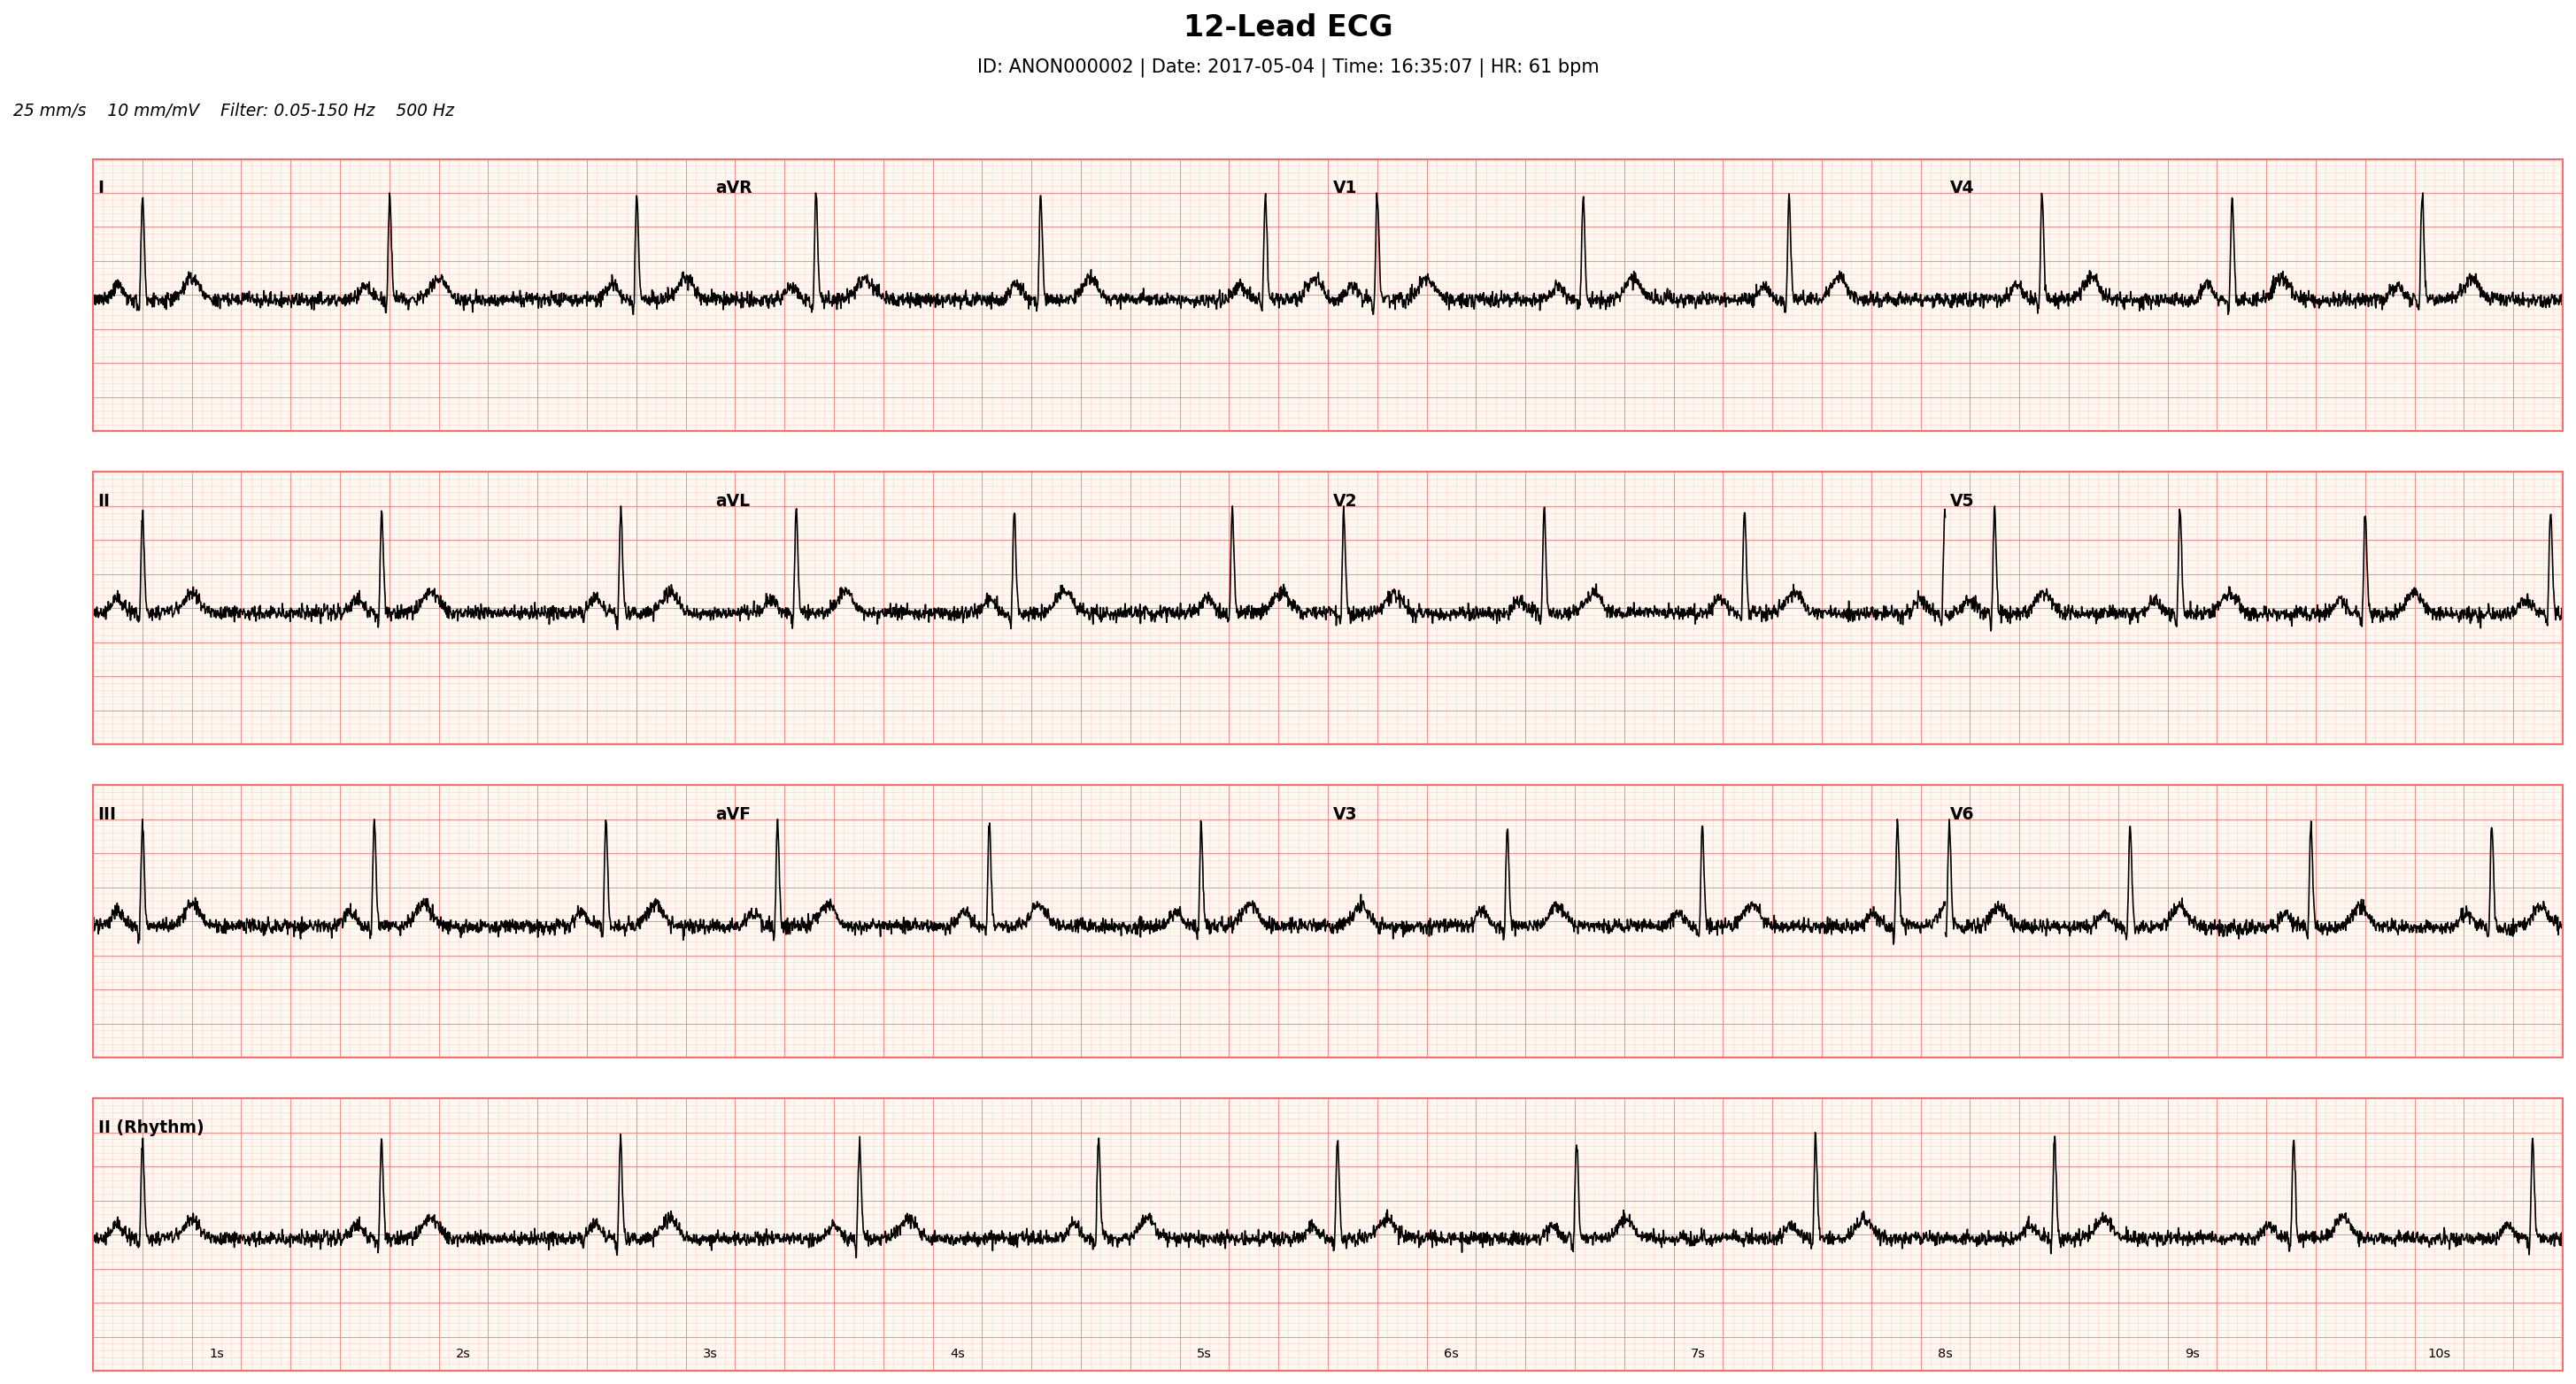 12-Lead ECG
ID: ANON000002 | Date: 2017-05-04 | Time: 16:35:07 | HR: 61 bpm
25 mm/s    10 mm/mV    Filter: 0.05-150 Hz    500 Hz
I aVR V1 V4
II aVL V2 V5
III aVF V3 V6
II (Rhythm)
1s 2s 3s 4s 5s 6s 7s 8s 9s 10s